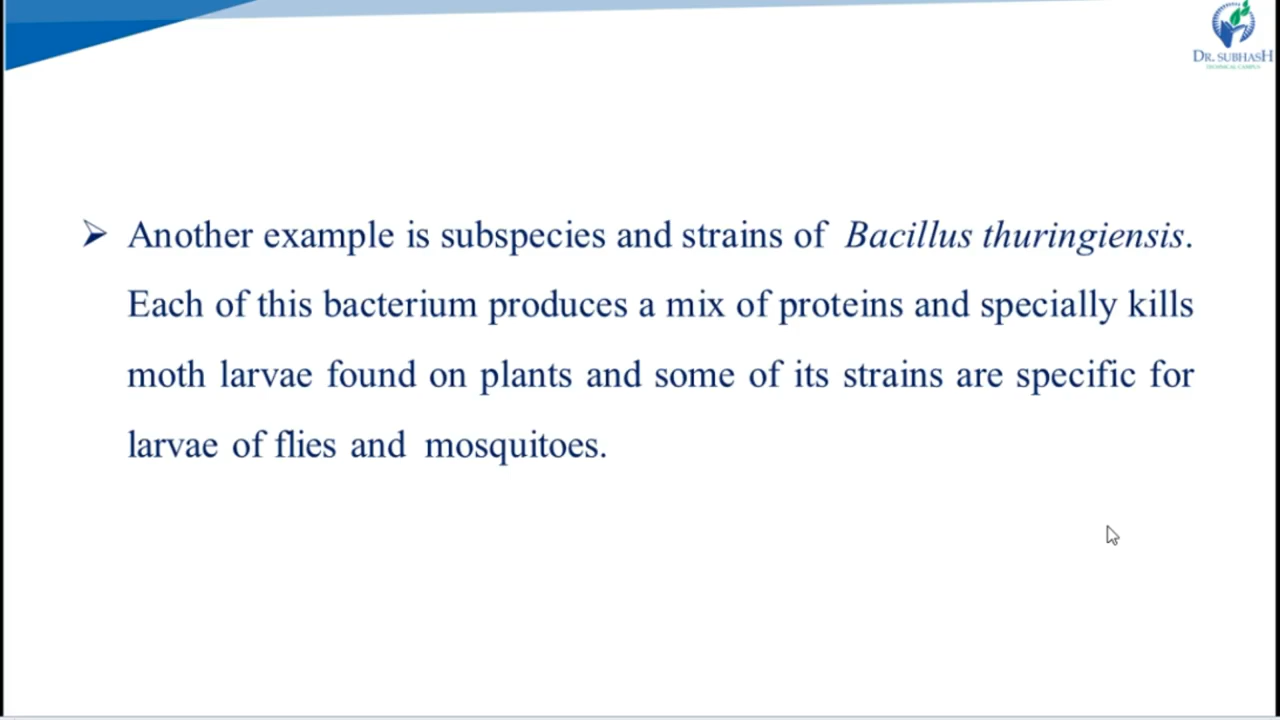 DR. SUBHASH
TECHNICAL CAMPUS
➢ Another example is subspecies and strains of Bacillus thuringiensis.
Each of this bacterium produces a mix of proteins and specially kills
moth larvae found on plants and some of its strains are specific for
larvae of flies and mosquitoes.